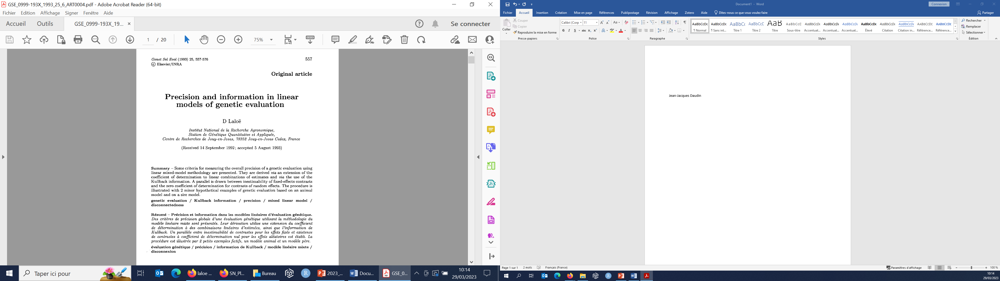 GSE_0999-193X_1993_25_6_ART0004.pdf - Adobe Acrobat Reader (64-bit)
Fichier Edition Affichage Signer Fenêtre Aide
Accueil Outils GSE_0999-193X_19... × Se connecter
1 / 20 75%
Genet Sel Evol (1993) 25, 557-576 557
© Elsevier/INRA
Original article
Precision and information in linear
models of genetic evaluation
D Laloë
Institut National de la Recherche Agronomique,
Station de Génétique Quantitative et Appliquée,
Centre de Recherches de Jouy-en-Josas, 78352 Jouy-en-Josas Cedex, France
(Received 14 September 1992; accepted 5 August 1993)
Summary – Some criteria for measuring the overall precision of a genetic evaluation using
linear mixed-model methodology are presented. They are derived via an extension of the
coefficient of determination to linear combinations of estimates and via the use of the
Kullback information. A parallel is drawn between inestimability of fixed-effects contrasts
and the zero coefficient of determination for contrasts of random effects. The procedure is
illustrated with 2 minor hypothetical examples of genetic evaluation based on an animal
model and on a sire model.
genetic evaluation / Kullback information / precision / mixed linear model /
disconnectedness
Résumé – Précision et information dans les modèles linéaires d'évaluation génétique.
Des critères de précision globale d'une évaluation génétique utilisant la méthodologie du
modèle linéaire mixte sont présentés. Leur dérivation utilise une extension du coefficient
de détermination à des combinaisons linéaires d'estimées, ainsi que l'information de
Kullback. Un parallèle entre inestimabilité de contrastes pour les effets fixés et existence
de contrastes à coefficient de détermination nul pour les effets aléatoires est établi. La
procédure est illustrée par 2 petits exemples fictifs, un modèle animal et un modèle père.
évaluation génétique / précision / information de Kullback / modèle linéaire mixte /
disconnexion
Taper ici pour
laloe ... SN_Pl... Bureau 2023_... Docu... GSE_0...
10:14
29/03/2023
Document1 - Word Connexion
Fichier Accueil Insertion Création Mise en page Références Publipostage Révision Affichage Zotero Aide Dites-nous ce que vous voulez faire Partager
Coller
Couper
Copier
Reproduire la mise en forme
Presse-papiers
Calibri (Corp 11
G I S abc x₂ x²
Police
Paragraphe
AaBbCcDc AaBbCcDc AaBbCc AaBbCcD AaB AaBbCcD AaBbCcDc AaBbCcDc AaBbCcDc AaBbCcDc AaBbCcDc AaBbCcDc AaBbCcDc AaBbCcDc
¶ Normal ¶ Sans int... Titre 1 Titre 2 Titre Sous-titre Accentuat... Accentuat... Accentuat... Élevé Citation Citation in... Référence... Référence...
Styles
Rechercher
Remplacer
Sélectionner
Édition
Jean-Jacques Daudin
Page 1 sur 1 2 mots Français (France) Paramètres d'affichage 100 %
10:14
29/03/2023